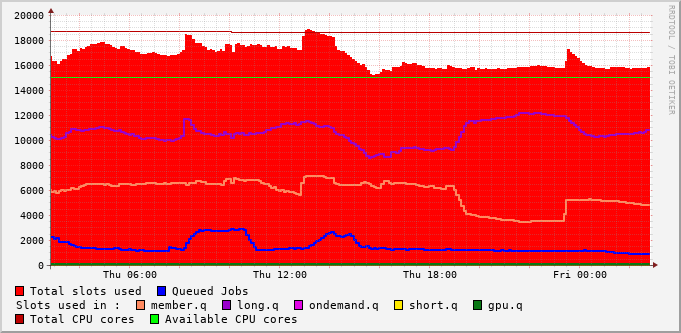 RRDTOOL / TOBI OETIKER
20000
18000
16000
14000
12000
10000
8000
6000
4000
2000
0
Thu 06:00 Thu 12:00 Thu 18:00 Fri 00:00
Total slots used Queued Jobs
Slots used in : member.q long.q ondemand.q short.q gpu.q
Total CPU cores Available CPU cores